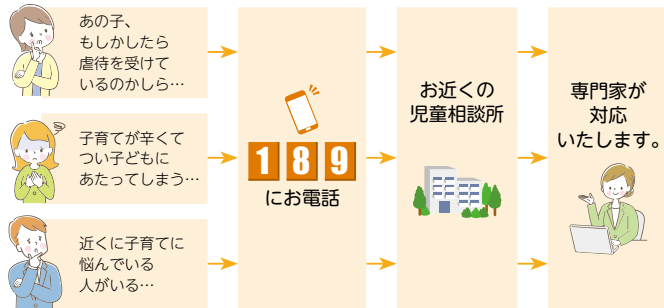 あの子、
もしかしたら
虐待を受けて
いるのかしら…
子育てが辛くて
つい子どもに
あたってしまう…
近くに子育てに
悩んでいる
人がいる…
189
にお電話
お近くの
児童相談所
専門家が
対応
いたします。